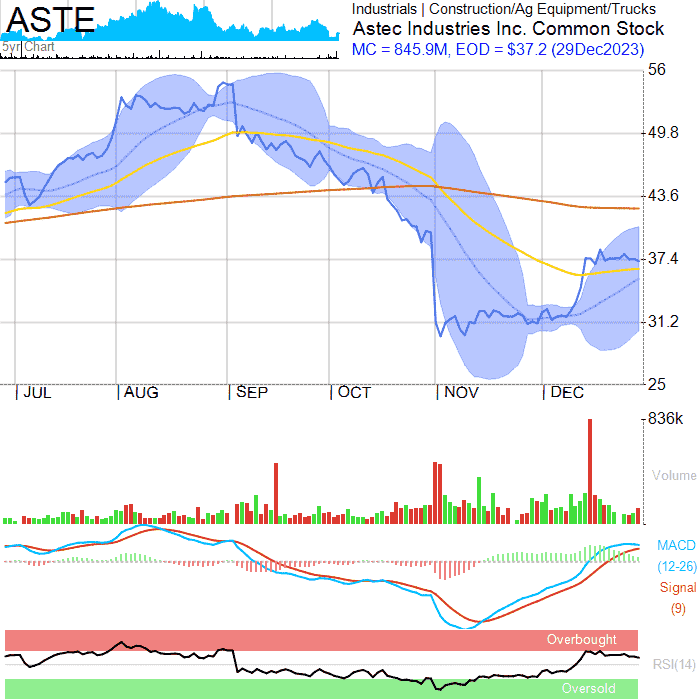 ASTE
5yr Chart
Industrials | Construction/Ag Equipment/Trucks
Astec Industries Inc. Common Stock
MC = 845.9M, EOD = $37.2 (29Dec2023)
56
49.8
43.6
37.4
31.2
25
JUL AUG SEP OCT NOV DEC
836k
Volume
MACD
(12-26)
Signal
(9)
Overbought
RSI(14)
Oversold